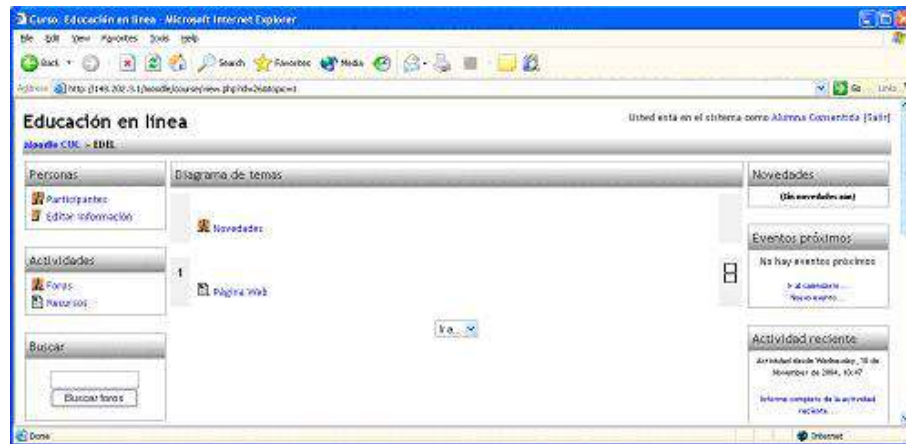 Curso: Educación en línea - Microsoft Internet Explorer
File Edit View Favorites Tools Help
Back Search Favorites Media
Address Go Links
Educación en línea
Usted está en el sistema como Alumna Consentida (Salir)
Moodle CUL > EDEL
Personas
Participantes
Editar información
Actividades
Foros
Recursos
Buscar
Buscar foros
Diagrama de temas
Novedades
1
Página Web
Ir a...
Novedades
(Sin novedades aún)
Eventos próximos
No hay eventos próximos
Ir al calendario...
Nuevo evento...
Actividad reciente
Actividad desde Wednesday, 10 de
November de 2004, 10:47
Informe completo de la actividad
reciente...
Done
Internet